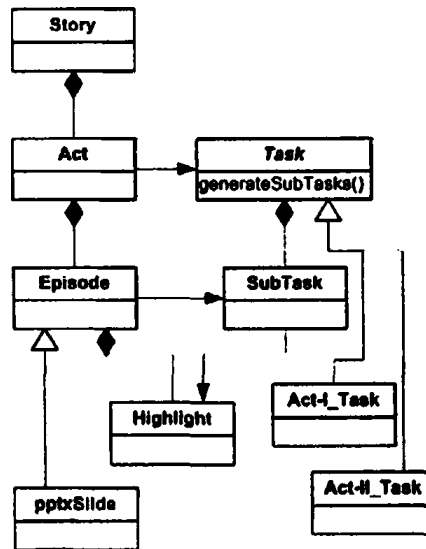 Story
Act
Task
generateSubTasks()
Episode
SubTask
Highlight
Act-I_Task
Act-II_Task
pptxSlide